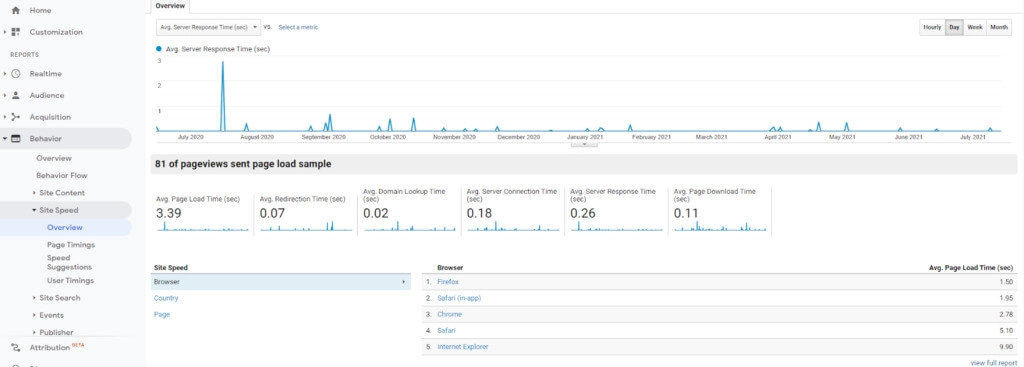 Home
Customization
REPORTS
Realtime
Audience
Acquisition
Behavior
Overview
Behavior Flow
Site Content
Site Speed
Overview
Page Timings
Speed
Suggestions
User Timings
Site Search
Events
Publisher
Attribution BETA
Overview
Avg. Server Response Time (sec) VS. Select a metric
Hourly Day Week Month
Avg. Server Response Time (sec)
3
2
1
July 2020 August 2020 September 2020 October 2020 November 2020 December 2020 January 2021 February 2021 March 2021 April 2021 May 2021 June 2021 July 2021
81 of pageviews sent page load sample
Avg. Page Load Time (sec)
3.39
Avg. Redirection Time (sec)
0.07
Avg. Domain Lookup Time
(sec)
0.02
Avg. Server Connection Time
(sec)
0.18
Avg. Server Response Time
(sec)
0.26
Avg. Page Download Time
(sec)
0.11
Site Speed
Browser
Country
Page
Browser Avg. Page Load Time (sec)
1. Firefox 1.50
2. Safari (in-app) 1.95
3. Chrome 2.78
4. Safari 5.10
5. Internet Explorer 9.90
view full report